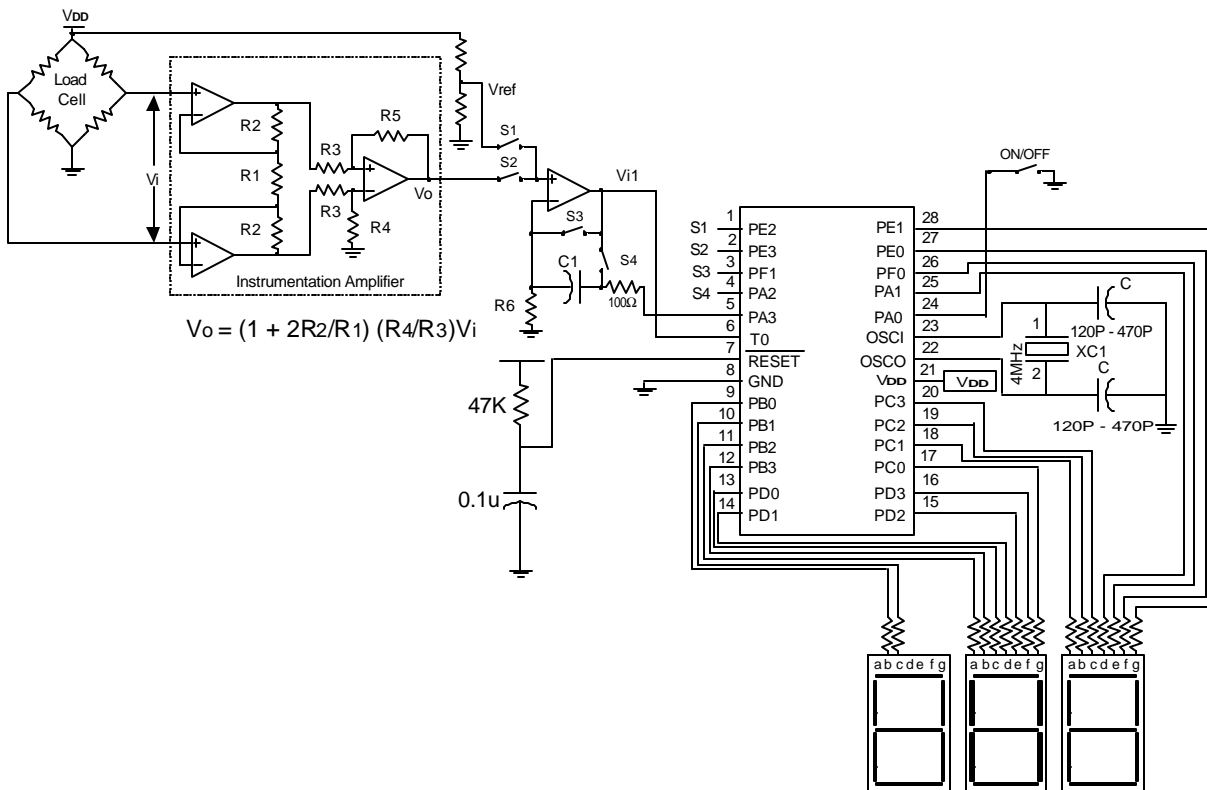 VDD
Load
Cell
Vi
R2
R1
R2
R3
R3
R5
R4
Vo
Instrumentation Amplifier
Vo = (1 + 2R2/R1) (R4/R3)Vi
Vref
S1
S2
Vi1
S3
C1
S4
R6
100Ω
47K
0.1u
ON/OFF
S1 1 PE2
S2 2 PE3
S3 3 PF1
S4 4 PA2
5 PA3
6 T0
7 RESET
8 GND
9 PB0
10 PB1
11 PB2
12 PB3
13 PD0
14 PD1
PE1 28
PE0 27
PF0 26
PA1 25
PA0 24
OSCI 23
OSCO 22
VDD 21 VDD
PC3 20
PC2 19
PC1 18
PC0 17
PD3 16
PD2 15
C
120P - 470P
1
4MHz
XC1
2
C
120P - 470P
a b c d e f g
a b c d e f g
a b c d e f g